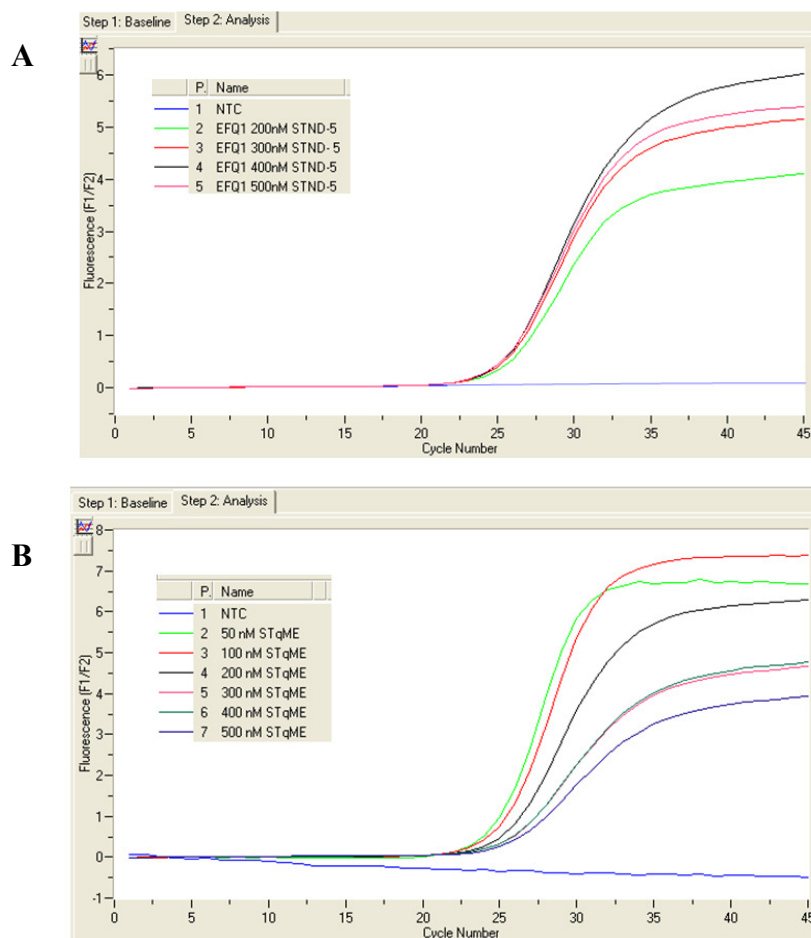 A
Step 1: Baseline Step 2: Analysis
P. Name
1 NTC
2 EFQ1 200nM STND-5
3 EFQ1 300nM STND- 5
4 EFQ1 400nM STND-5
5 EFQ1 500nM STND-5
Fluorescence (F1/F2)
6
5
4
3
2
1
0
0 5 10 15 20 25 30 35 40 45
Cycle Number
B
Step 1: Baseline Step 2: Analysis
P. Name
1 NTC
2 50 nM STqME
3 100 nM STqME
4 200 nM STqME
5 300 nM STqME
6 400 nM STqME
7 500 nM STqME
Fluorescence (F1/F2)
8
7
6
5
4
3
2
1
0
-1
0 5 10 15 20 25 30 35 40 45
Cycle Number